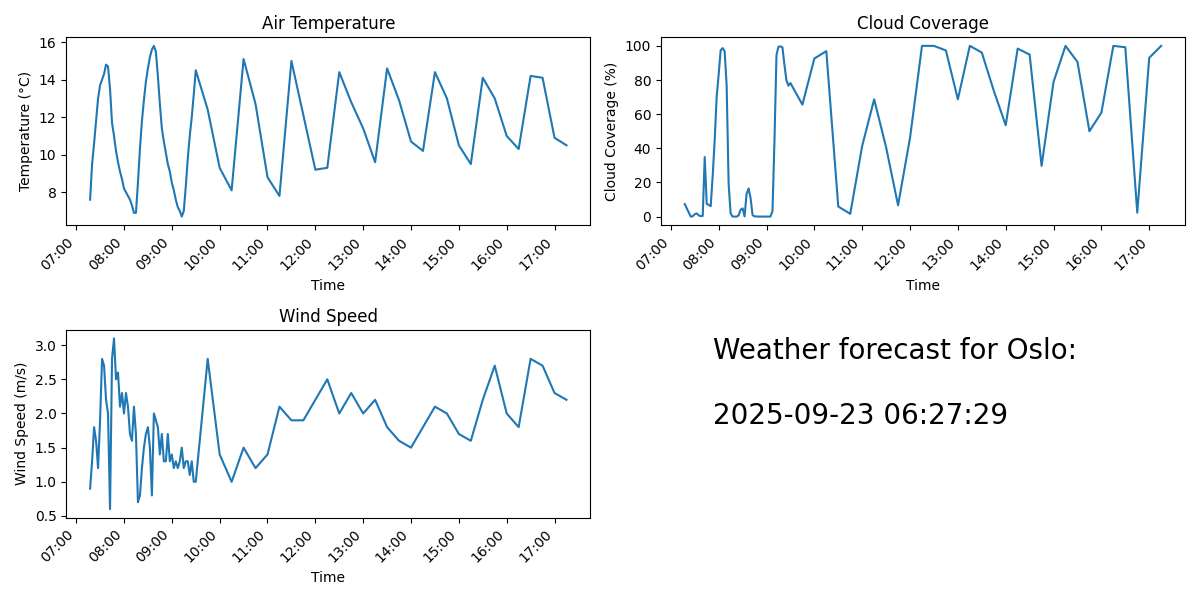 Air Temperature
Temperature (°C)
16
14
12
10
8
07:00 08:00 09:00 10:00 11:00 12:00 13:00 14:00 15:00 16:00 17:00
Time
Cloud Coverage
Cloud Coverage (%)
100
80
60
40
20
0
07:00 08:00 09:00 10:00 11:00 12:00 13:00 14:00 15:00 16:00 17:00
Time
Wind Speed
Wind Speed (m/s)
3.0
2.5
2.0
1.5
1.0
0.5
07:00 08:00 09:00 10:00 11:00 12:00 13:00 14:00 15:00 16:00 17:00
Time
Weather forecast for Oslo:
2025-09-23 06:27:29